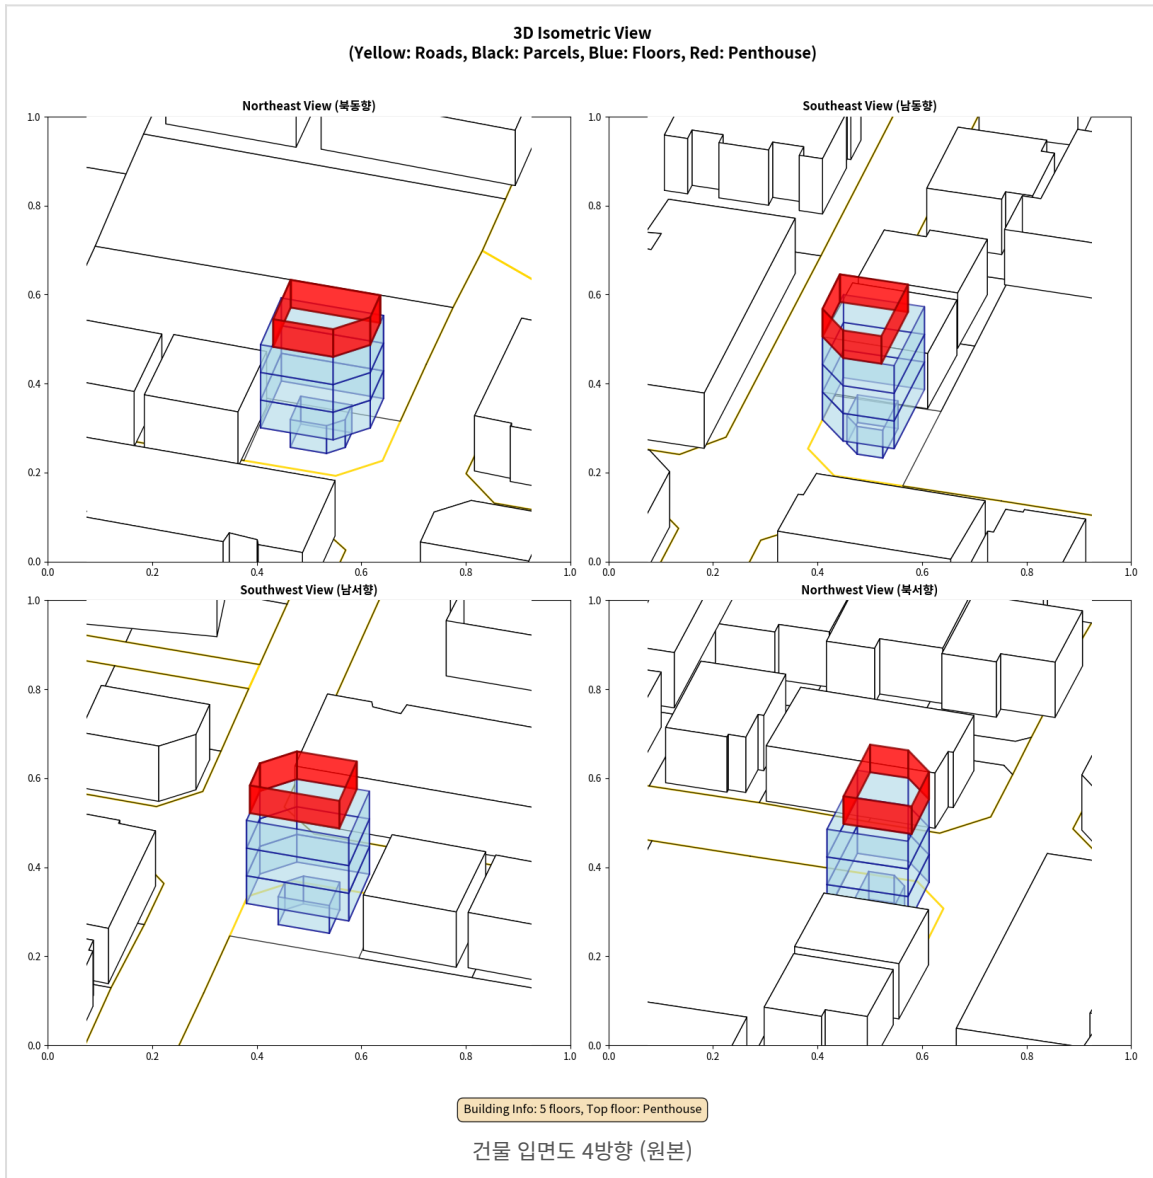 3D Isometric View
(Yellow: Roads, Black: Parcels, Blue: Floors, Red: Penthouse)
Northeast View (북동향)
1.0
0.8
0.6
0.4
0.2
0.0
0.0 0.2 0.4 0.6 0.8 1.0
Southeast View (남동향)
1.0
0.8
0.6
0.4
0.2
0.0
0.0 0.2 0.4 0.6 0.8 1.0
Southwest View (남서향)
1.0
0.8
0.6
0.4
0.2
0.0
0.0 0.2 0.4 0.6 0.8 1.0
Northwest View (북서향)
1.0
0.8
0.6
0.4
0.2
0.0
0.0 0.2 0.4 0.6 0.8 1.0
Building Info: 5 floors, Top floor: Penthouse
건물 입면도 4방향 (원본)